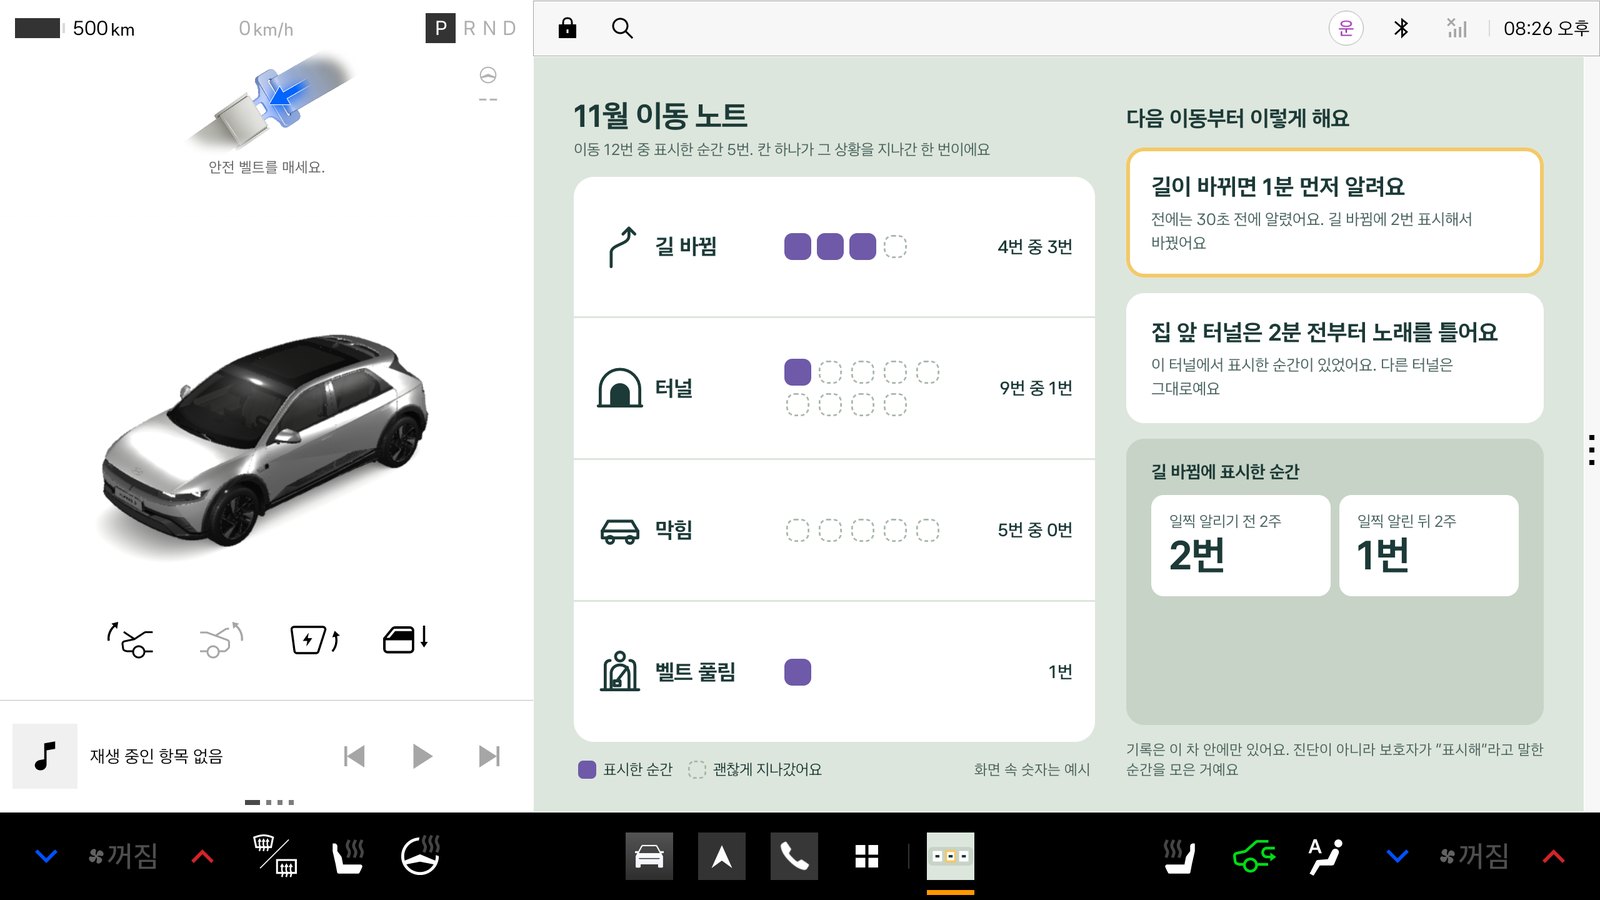 500 km
0 km/h
P R N D
--
안전 벨트를 매세요.
재생 중인 항목 없음
운
08:26 오후
11월 이동 노트
이동 12번 중 표시한 순간 5번. 칸 하나가 그 상황을 지나간 한 번이에요
길 바뀜
4번 중 3번
터널
9번 중 1번
막힘
5번 중 0번
벨트 풀림
1번
표시한 순간
괜찮게 지나갔어요
화면 속 숫자는 예시
다음 이동부터 이렇게 해요
길이 바뀌면 1분 먼저 알려요
전에는 30초 전에 알렸어요. 길 바뀜에 2번 표시해서
바꿨어요
집 앞 터널은 2분 전부터 노래를 틀어요
이 터널에서 표시한 순간이 있었어요. 다른 터널은
그대로예요
길 바뀜에 표시한 순간
일찍 알리기 전 2주
2번
일찍 알린 뒤 2주
1번
기록은 이 차 안에만 있어요. 진단이 아니라 보호자가 "표시해"라고 말한
순간을 모은 거예요
꺼짐
A
꺼짐